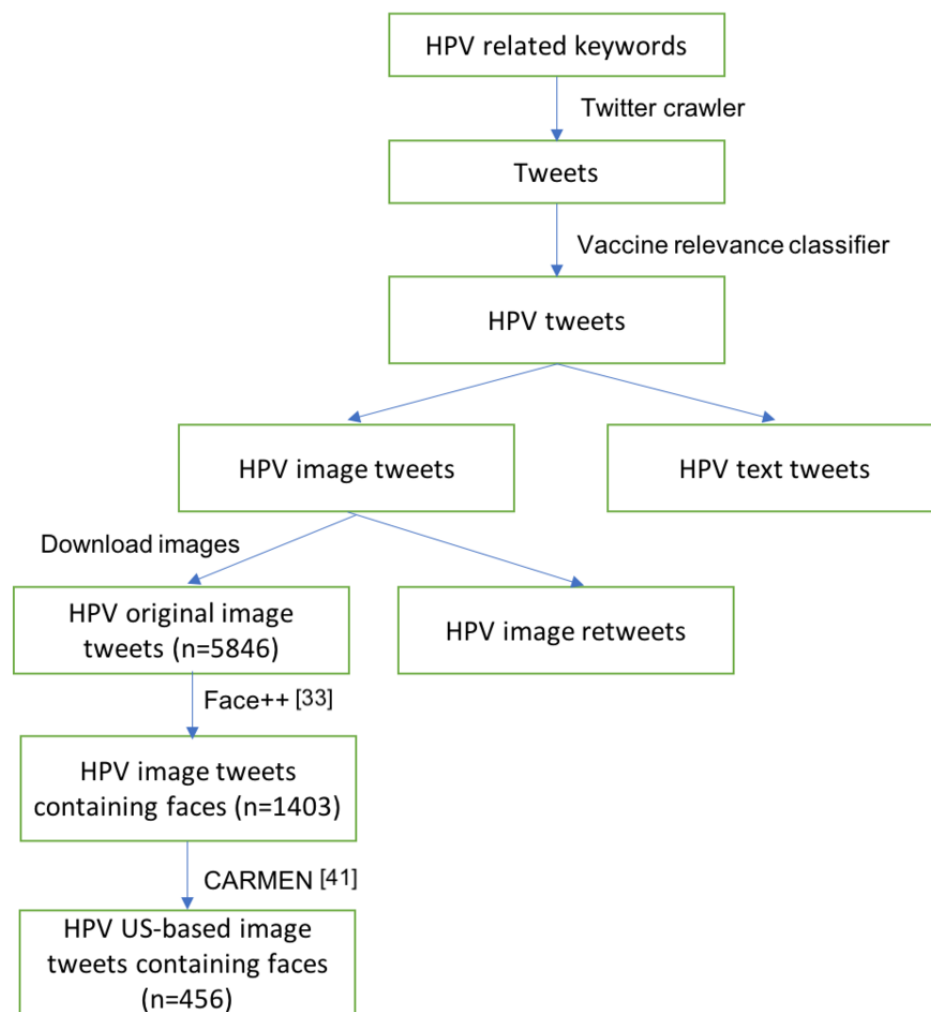 HPV related keywords
Twitter crawler
Tweets
Vaccine relevance classifier
HPV tweets
HPV image tweets
HPV text tweets
Download images
HPV original image
tweets (n=5846)
HPV image retweets
Face++ [33]
HPV image tweets
containing faces (n=1403)
CARMEN [41]
HPV US-based image
tweets containing faces
(n=456)